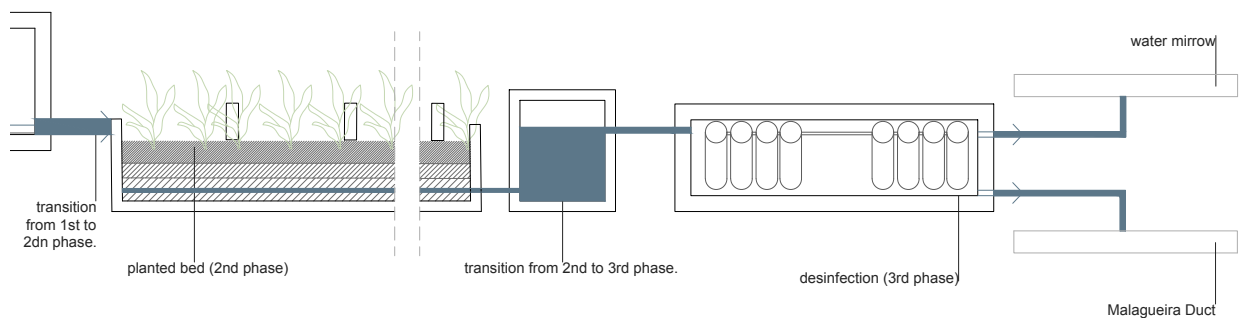 water mirrow
transition
from 1st to
2dn phase.
planted bed (2nd phase)
transition from 2nd to 3rd phase.
desinfection (3rd phase)
Malagueira Duct